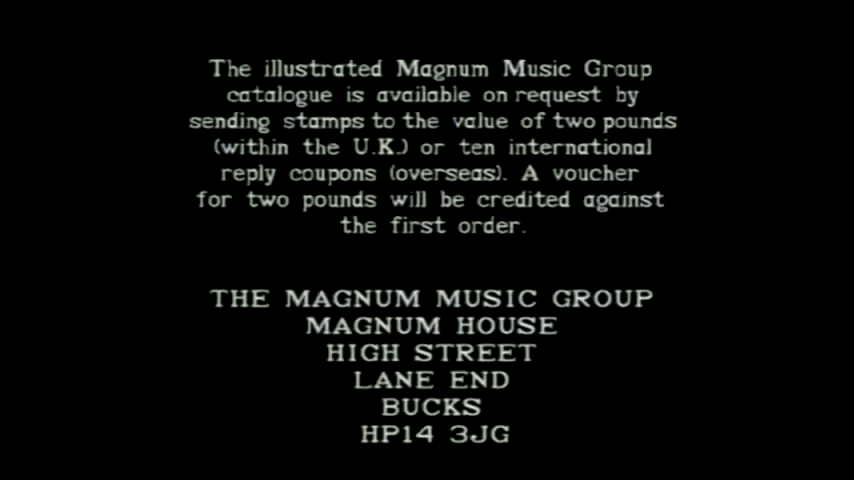 The illustrated Magnum Music Group
catalogue is available on request by
sending stamps to the value of two pounds
(within the U.K.) or ten international
reply coupons (overseas). A voucher
for two pounds will be credited against
the first order.
THE MAGNUM MUSIC GROUP
MAGNUM HOUSE
HIGH STREET
LANE END
BUCKS
HP14 3JG